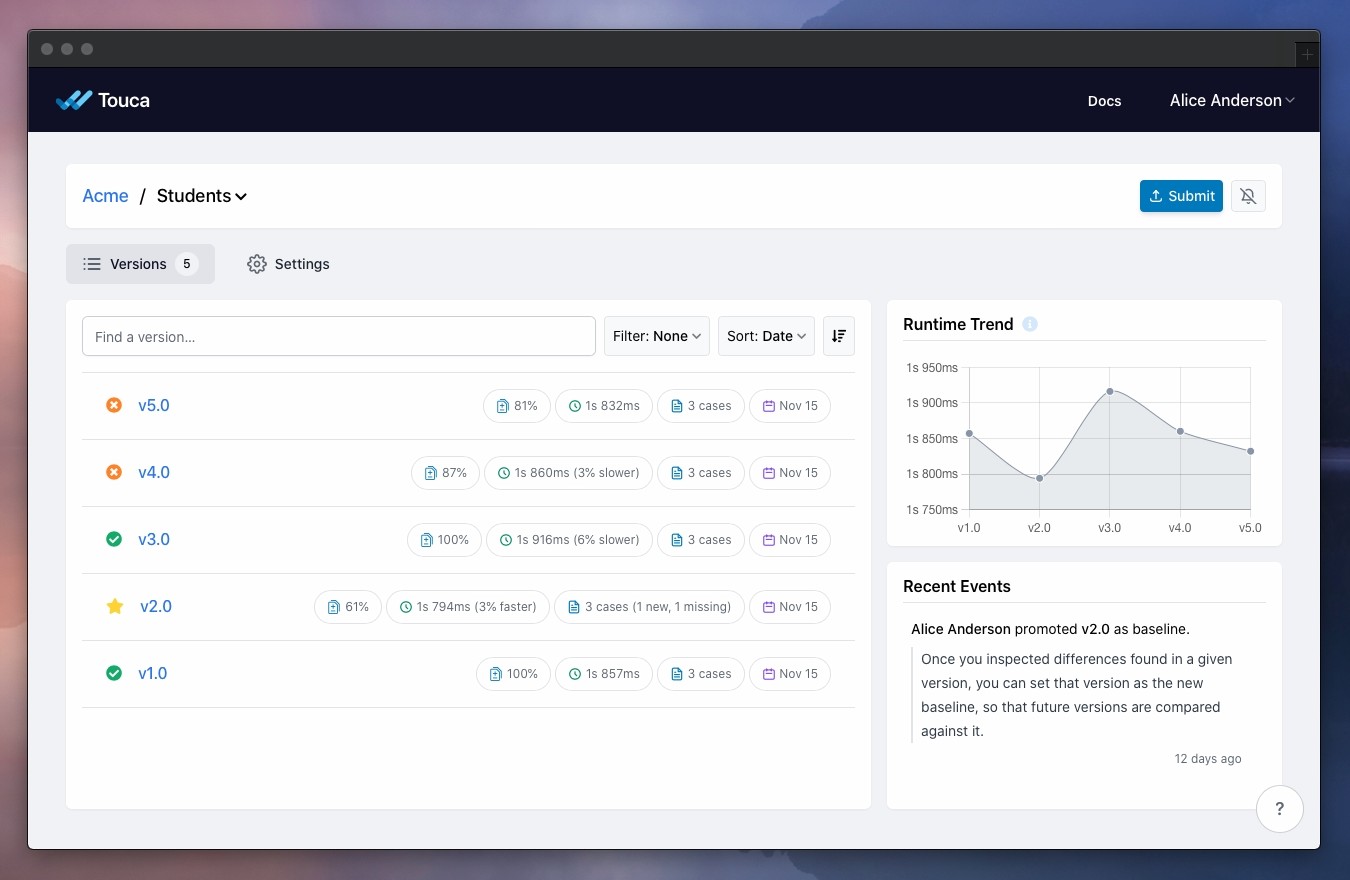 Touca
Docs
Alice Anderson
Acme / Students
Submit
Versions 5
Settings
Find a version...
Filter: None
Sort: Date
v5.0 81% 1s 832ms 3 cases Nov 15
v4.0 87% 1s 860ms (3% slower) 3 cases Nov 15
v3.0 100% 1s 916ms (6% slower) 3 cases Nov 15
v2.0 61% 1s 794ms (3% faster) 3 cases (1 new, 1 missing) Nov 15
v1.0 100% 1s 857ms 3 cases Nov 15
Runtime Trend i
1s 950ms
1s 900ms
1s 850ms
1s 800ms
1s 750ms
v1.0 v2.0 v3.0 v4.0 v5.0
Recent Events
Alice Anderson promoted v2.0 as baseline.
Once you inspected differences found in a given
version, you can set that version as the new
baseline, so that future versions are compared
against it.
12 days ago
?